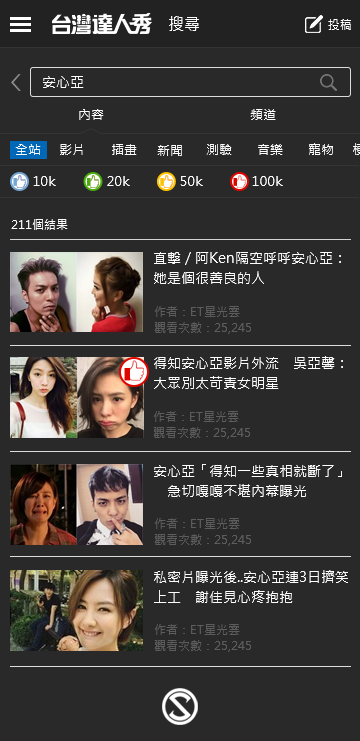 台灣達人秀 搜尋 投稿
安心亞
內容 頻道
全站 影片 插畫 新聞 測驗 音樂 寵物
10k 20k 50k 100k
211個結果
直擊／阿Ken隔空呼呼安心亞：
她是個很善良的人
作者：ET星光雲
觀看次數：25,245
得知安心亞影片外流　吳亞馨：
大眾別太苛責女明星
作者：ET星光雲
觀看次數：25,245
安心亞「得知一些真相就斷了」
急切嘎嘎不堪內幕曝光
作者：ET星光雲
觀看次數：25,245
私密片曝光後..安心亞連3日擠笑
上工　謝佳見心疼抱抱
作者：ET星光雲
觀看次數：25,245